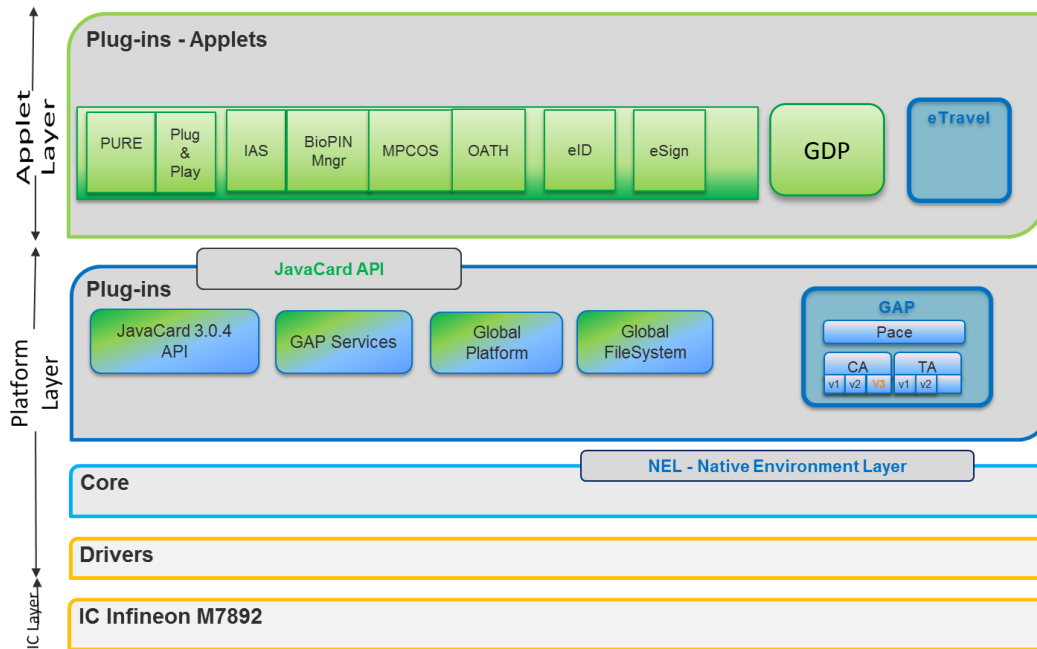 Applet
Layer
Plug-ins - Applets
PURE
Plug
&
Play
IAS
BioPIN
Mngr
MPCOS
OATH
eID
eSign
GDP
eTravel
Platform
Layer
JavaCard API
Plug-ins
JavaCard 3.0.4
API
GAP Services
Global
Platform
Global
FileSystem
GAP
Pace
CA
TA
v1
v2
V3
v1
v2
NEL - Native Environment Layer
Core
Drivers
IC Layer
IC Infineon M7892